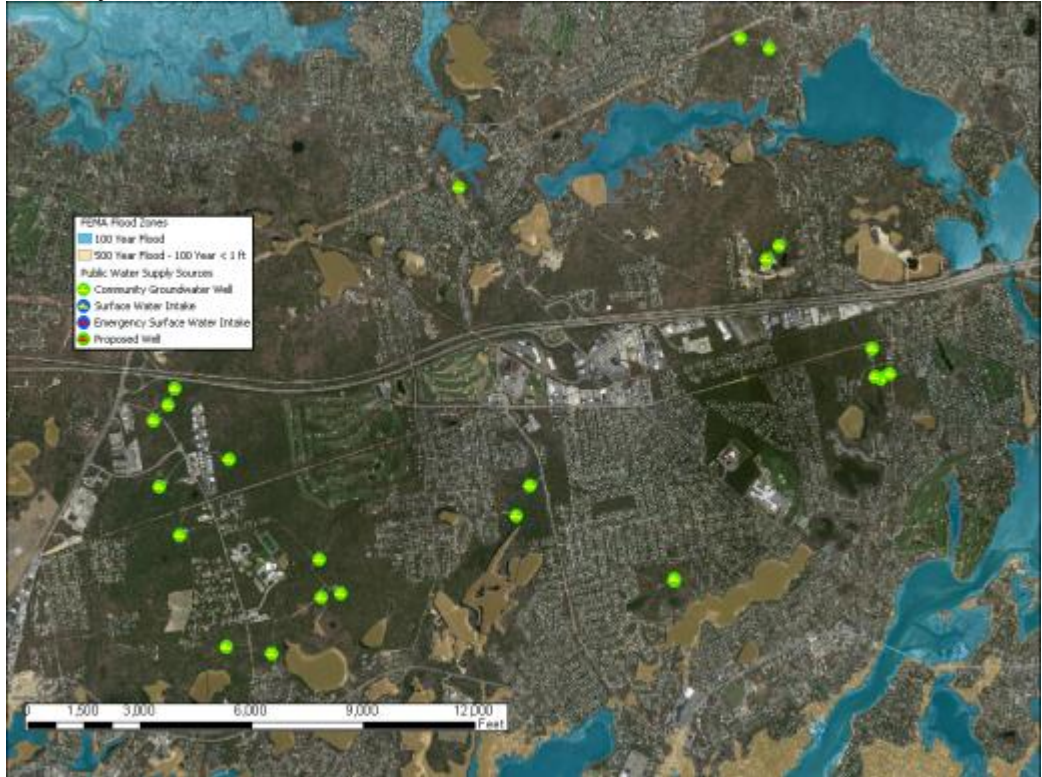 FEMA Flood Zones
100 Year Flood
500 Year Flood - 100 Year < 1 ft
Public Water Supply Sources
Community Groundwater Well
Surface Water Intake
Emergency Surface Water Intake
Proposed Well
0 1,500 3,000 6,000 9,000 12,000
Feet